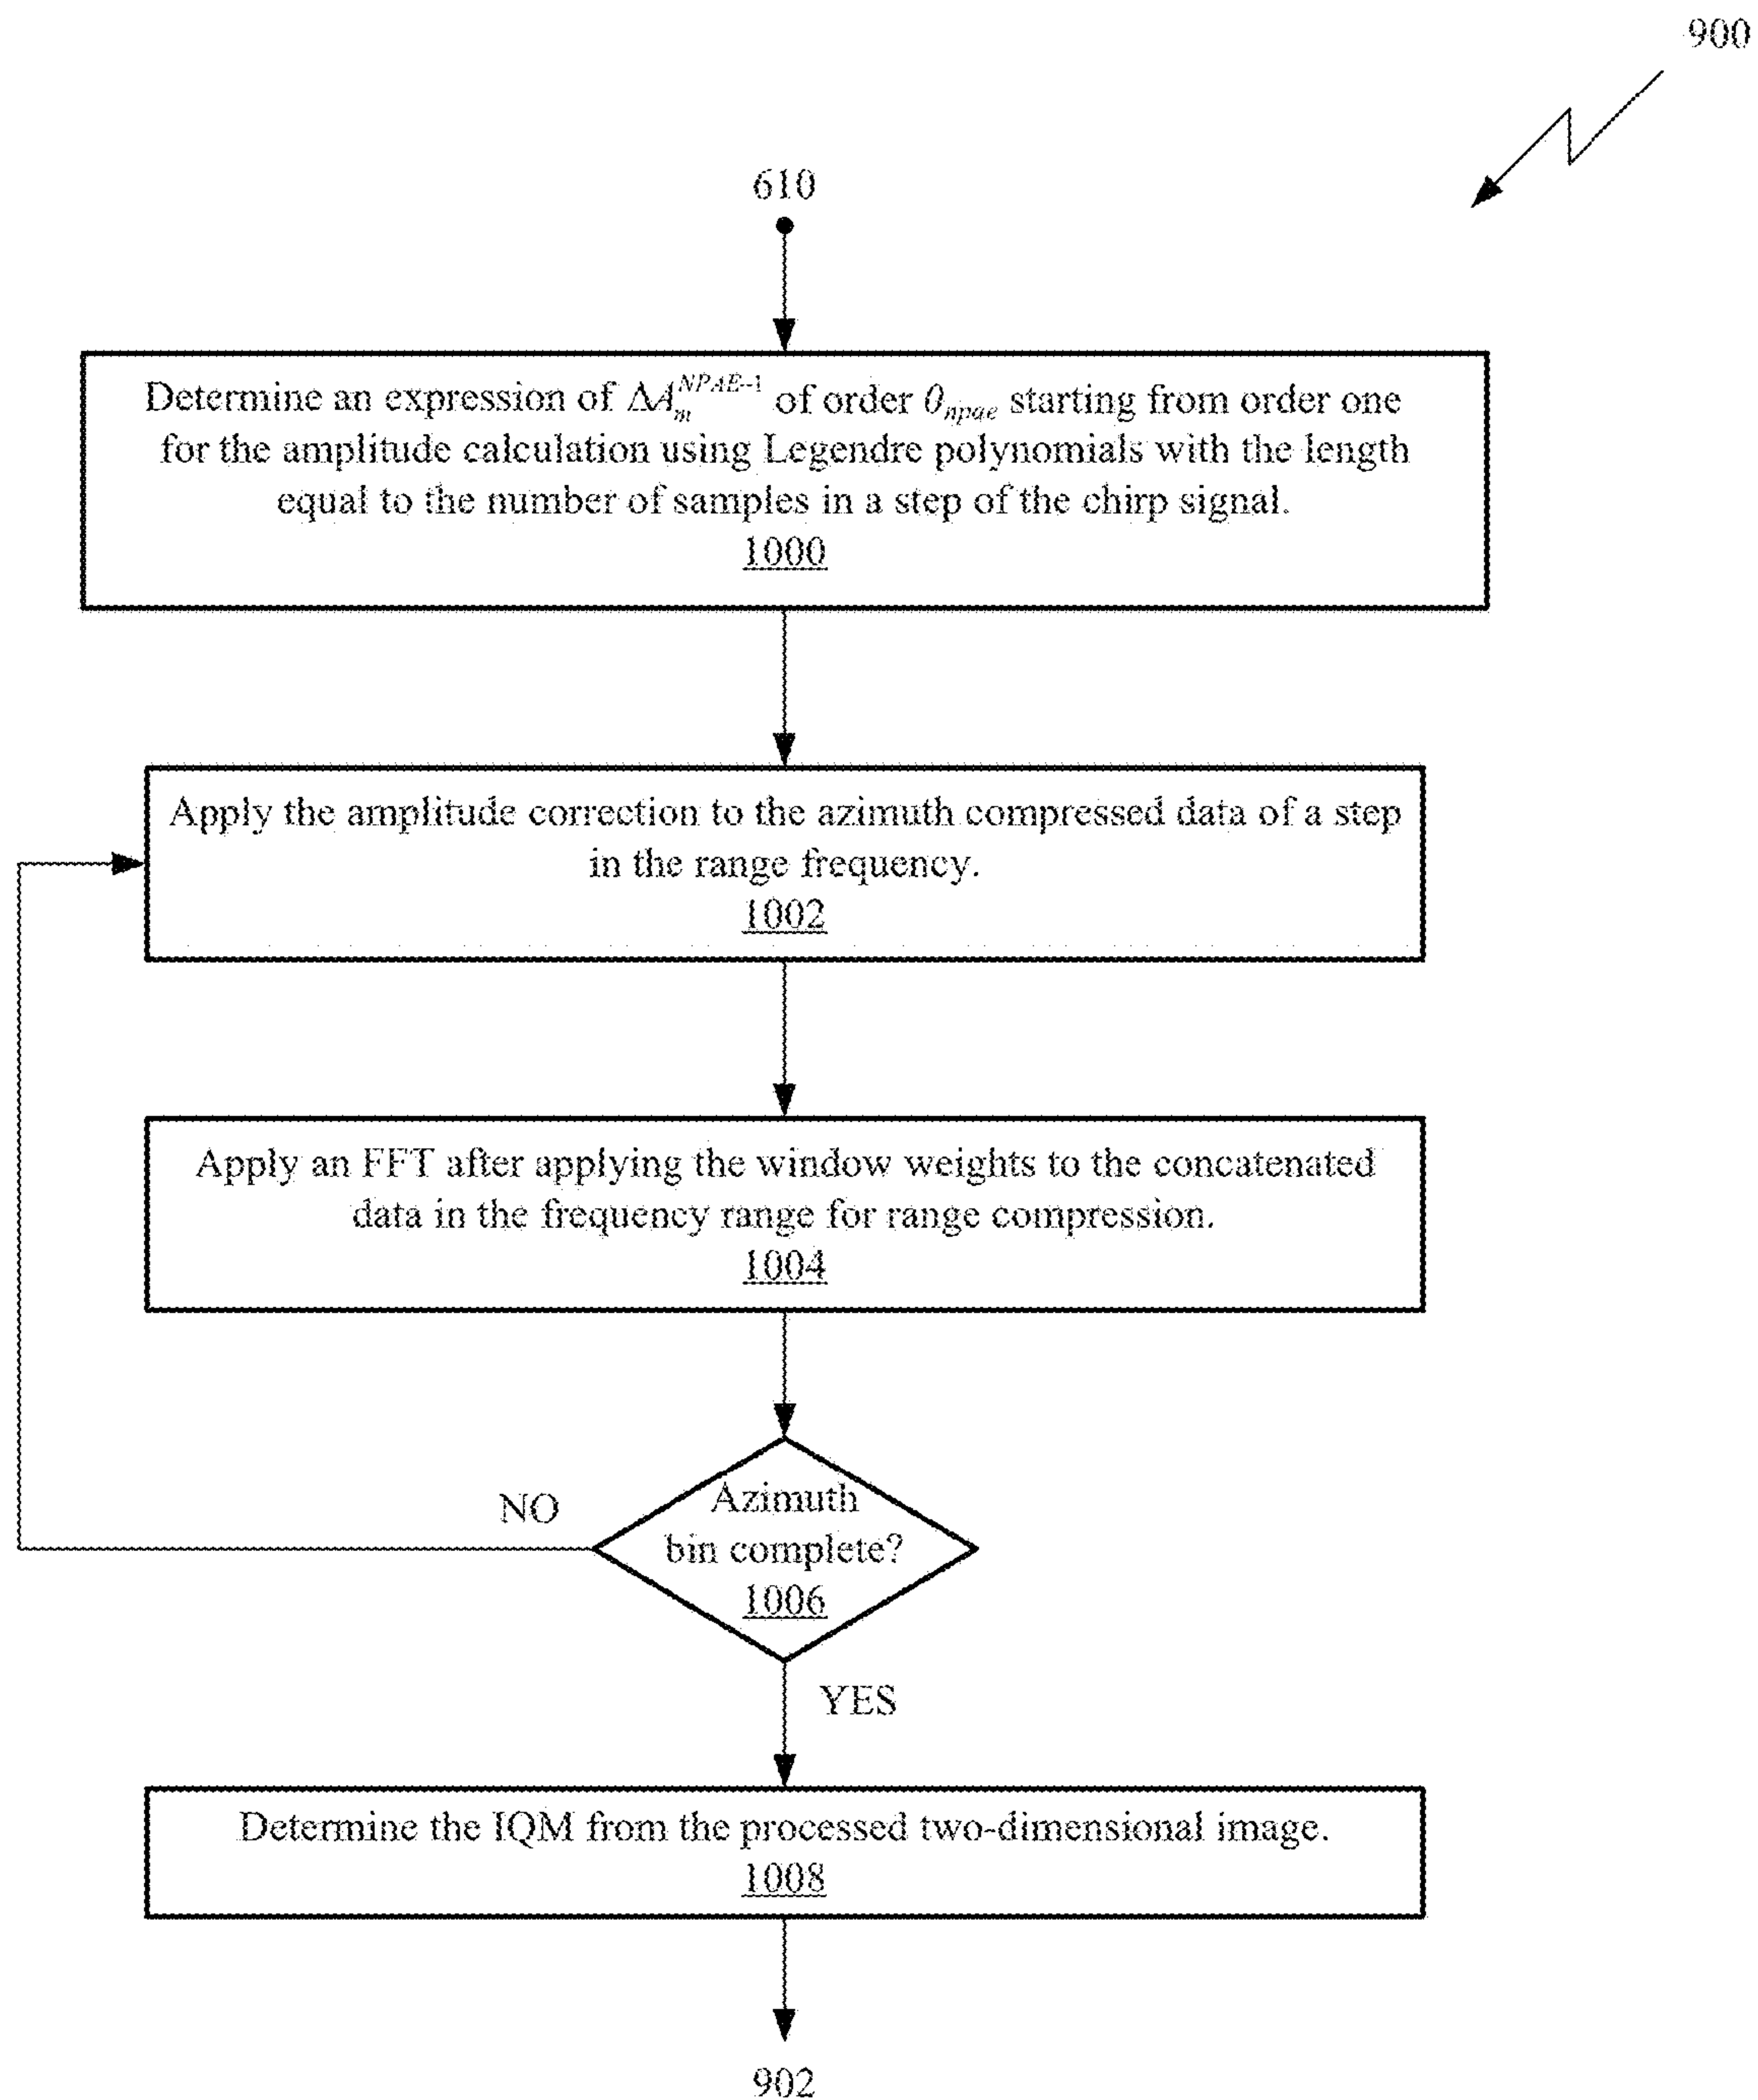 900
610
Determine an expression of ΔA_m^{NPAE-1} of order θ_{npae} starting from order one
for the amplitude calculation using Legendre polynomials with the length
equal to the number of samples in a step of the chirp signal.
1000
Apply the amplitude correction to the azimuth compressed data of a step
in the range frequency.
1002
Apply an FFT after applying the window weights to the concatenated
data in the frequency range for range compression.
1004
NO
Azimuth
bin complete?
1006
YES
Determine the IQM from the processed two-dimensional image.
1008
902